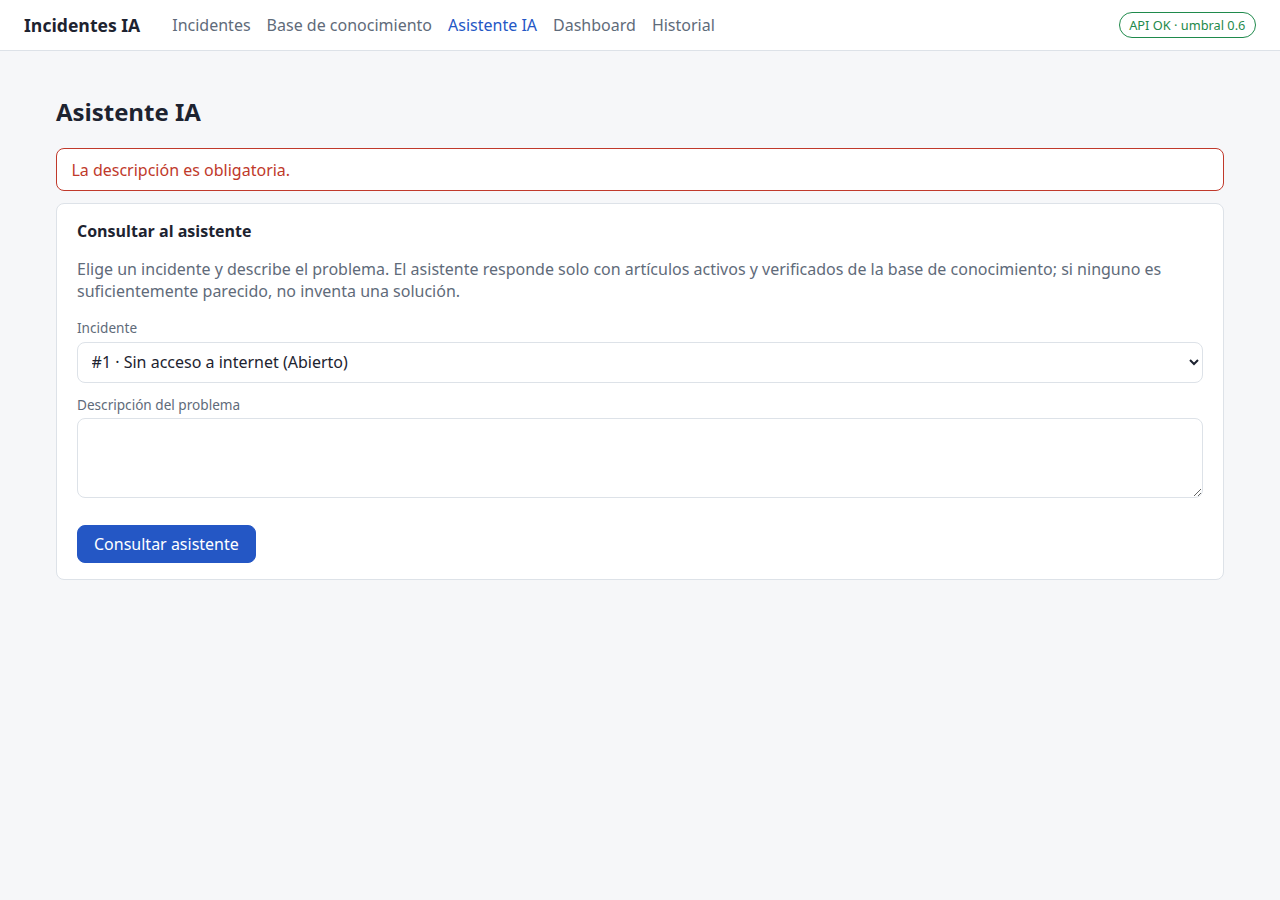 Incidentes IA
Incidentes
Base de conocimiento
Asistente IA
Dashboard
Historial
API OK · umbral 0.6
Asistente IA
La descripción es obligatoria.
Consultar al asistente
Elige un incidente y describe el problema. El asistente responde solo con artículos activos y verificados de la base de conocimiento; si ninguno es
suficientemente parecido, no inventa una solución.
Incidente
#1 · Sin acceso a internet (Abierto)
Descripción del problema
Consultar asistente